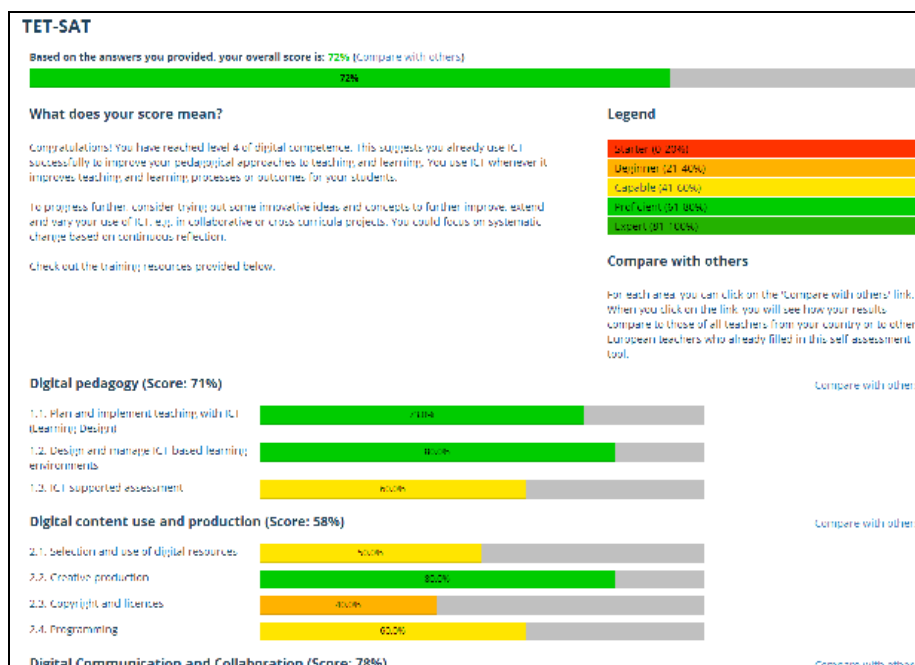 TET-SAT
Based on the answers you provided, your overall score is: 72% (Compare with others)
72%
What does your score mean?
Congratulations! You have reached level 4 of digital competence. This suggests you already use ICT
successfully to improve your pedagogical approaches to teaching and learning. You use ICT whenever it
improves teaching and learning processes or outcomes for your students.
To progress further, consider trying out some innovative ideas and concepts to further improve, extend
and vary your use of ICT, e.g. in collaborative or cross curricula projects. You could focus on systematic
change based on continuous reflection.
Check out the training resources provided below.
Legend
Starter (0-20%)
Beginner (21-40%)
Capable (41-60%)
Proficient (61-80%)
Expert (81-100%)
Compare with others
For each area, you can click on the 'Compare with others' link.
When you click on the link, you will see how your results
compare to those of all teachers from your country or to other
European teachers who already filled in this self assessment
tool.
Digital pedagogy (Score: 71%)
Compare with other
1.1. Plan and implement teaching with ICT
(Learning Design)
1.2. Design and manage ICT based learning
environments
80.0%
1.3. ICT supported assessment
60.0%
Digital content use and production (Score: 58%)
Compare with other
2.1. Selection and use of digital resources
50.0%
2.2. Creative production
80.0%
2.3. Copyright and licences
40.0%
2.4. Programming
60.0%
Digital Communication and Collaboration (Score: 78%)
Compare with other